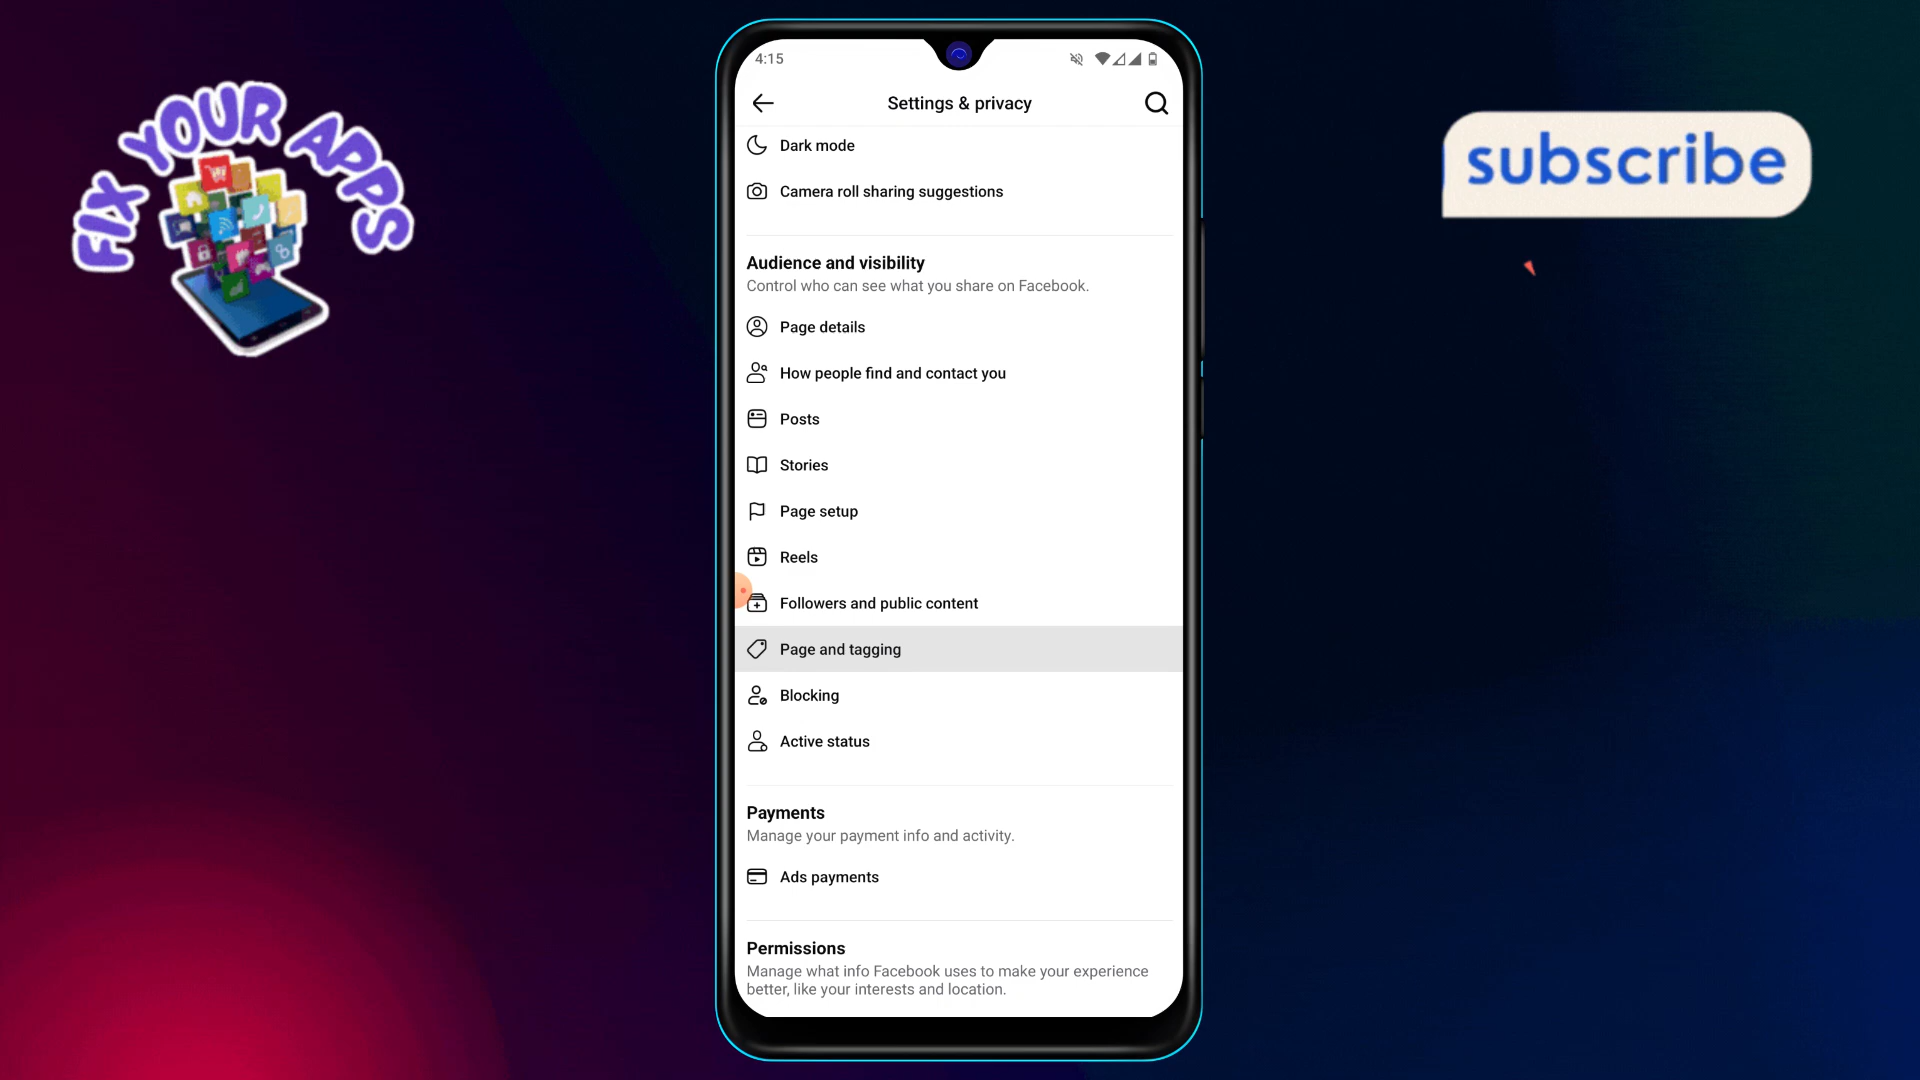 FIX YOUR APPS
4:15
Settings & privacy
subscribe
Dark mode
Camera roll sharing suggestions
Audience and visibility
Control who can see what you share on Facebook.
Page details
How people find and contact you
Posts
Stories
Page setup
Reels
Followers and public content
Page and tagging
Blocking
Active status
Payments
Manage your payment info and activity.
Ads payments
Permissions
Manage what info Facebook uses to make your experience
better, like your interests and location.